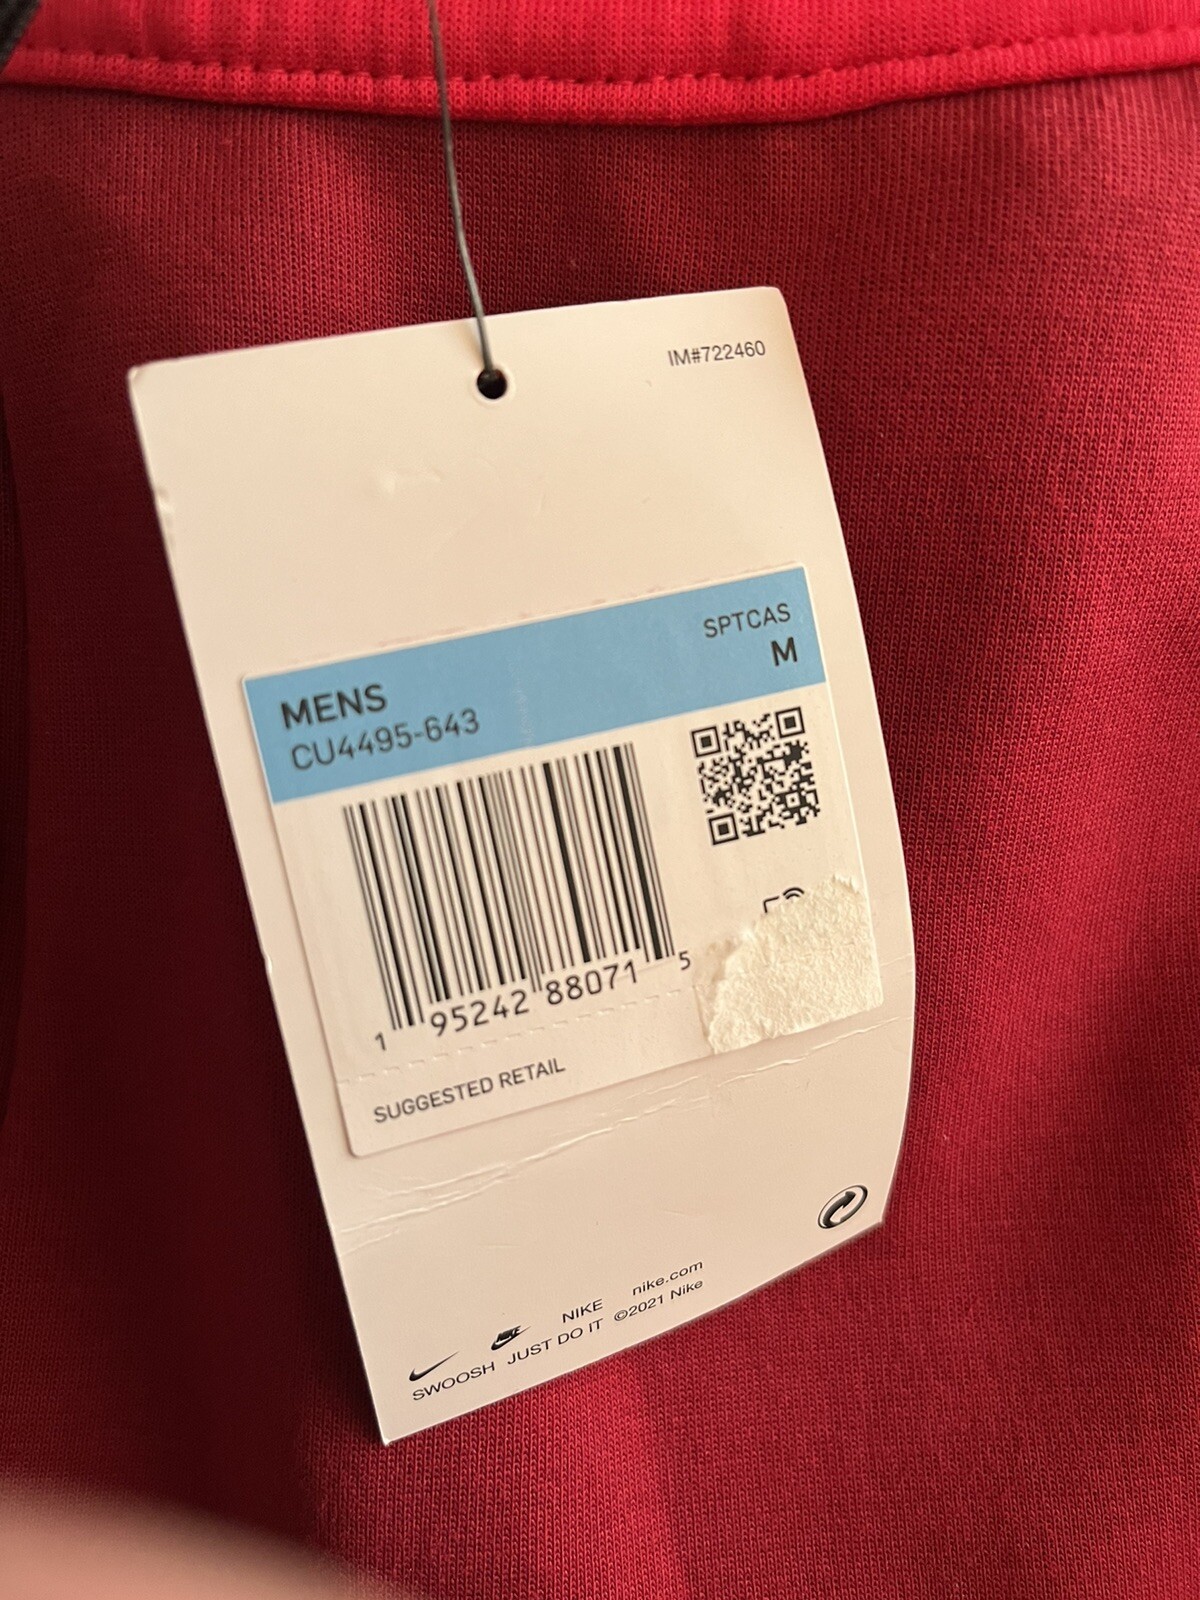 IM#722460
SPTCAS
MENS M
CU4495-643
1 95242 88071 5
SUGGESTED RETAIL
NIKE nike.com
SWOOSH JUST DO IT ©2021 Nike